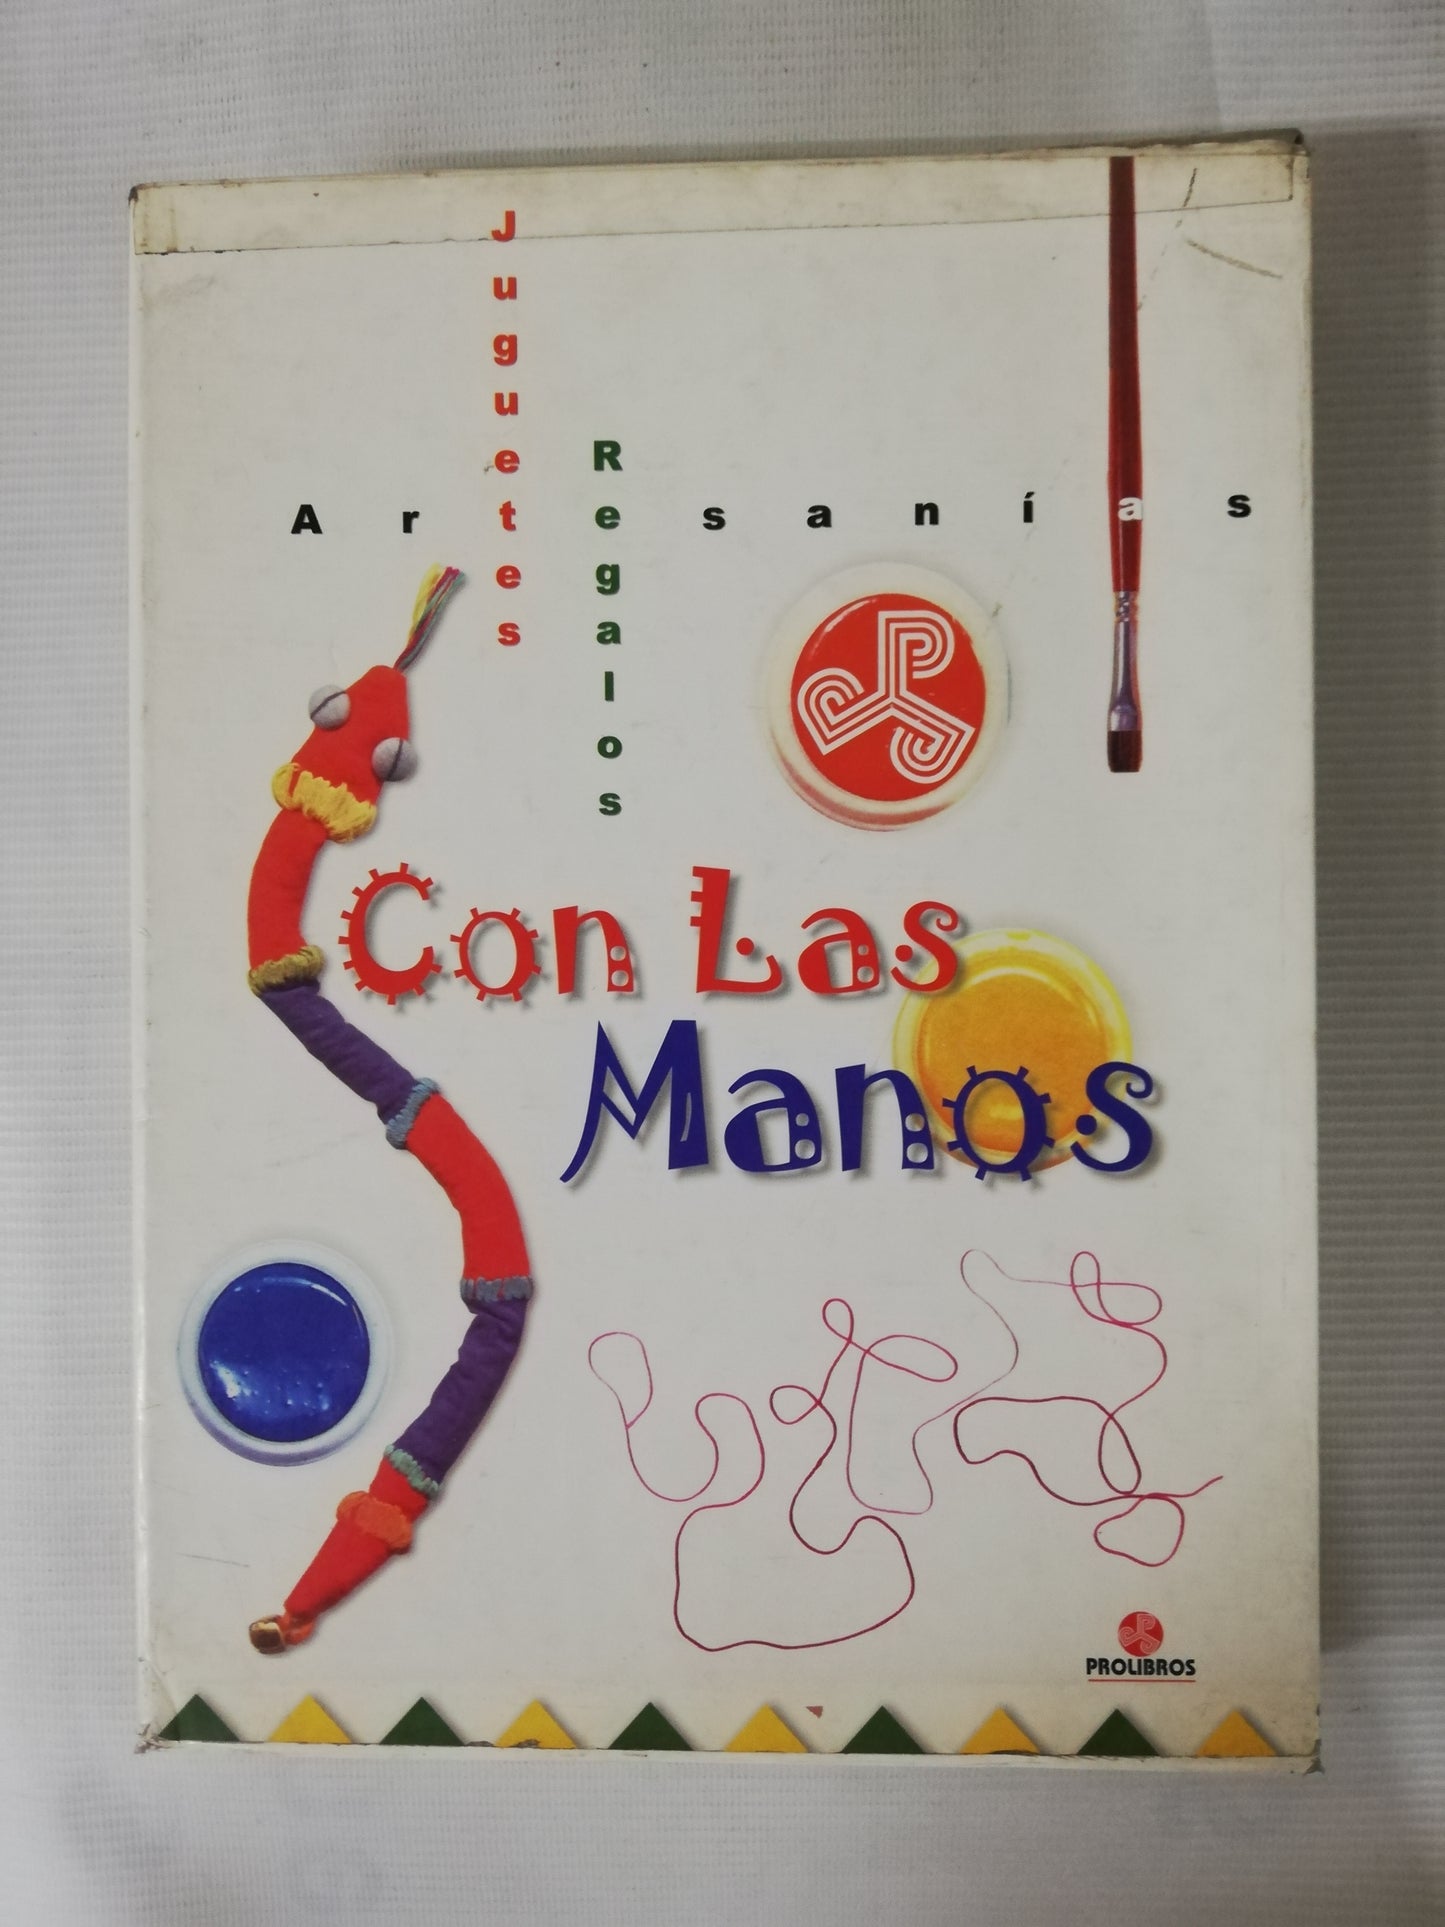 Juguetes
Regalos
Artesanías
Con Las
Manos
PROLIBROS